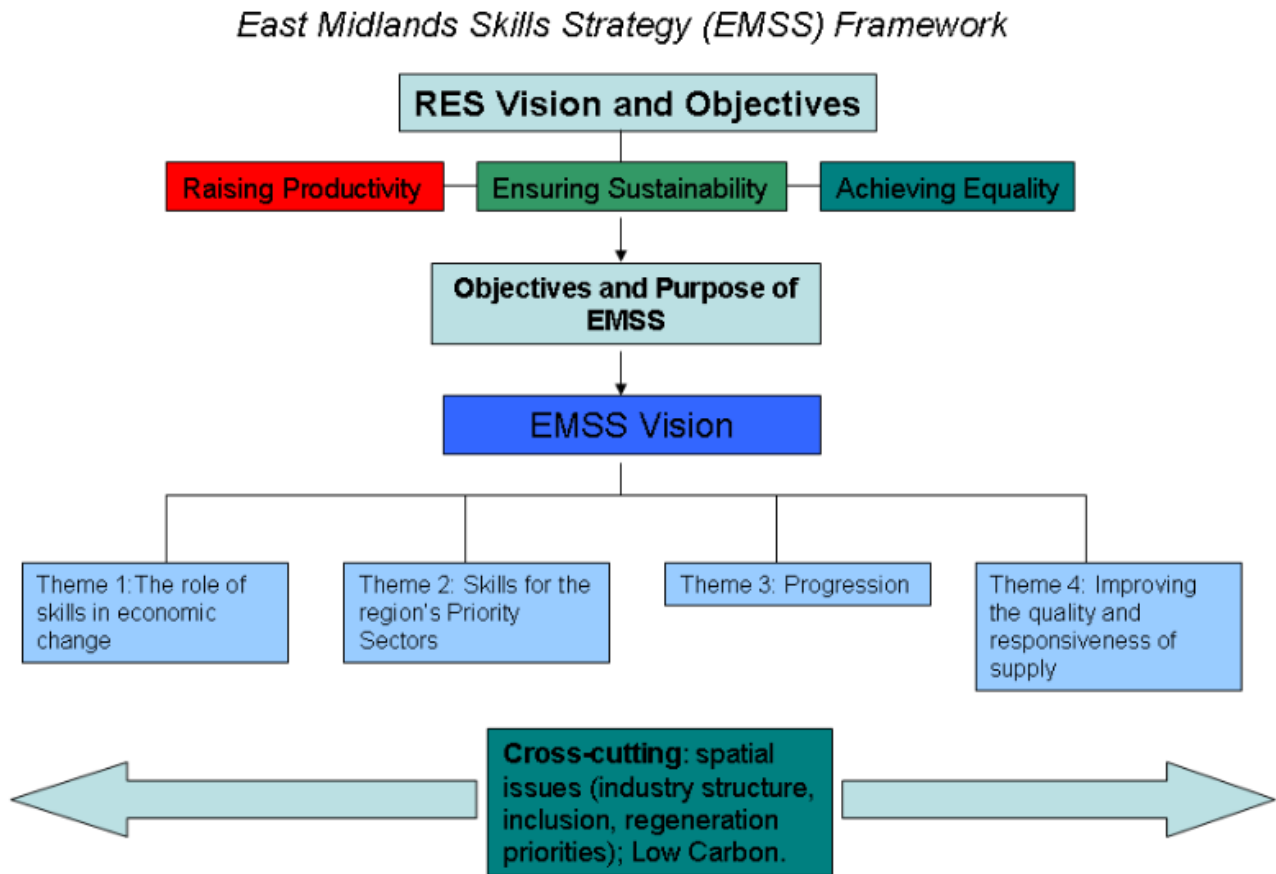 East Midlands Skills Strategy (EMSS) Framework
RES Vision and Objectives
Raising Productivity
Ensuring Sustainability
Achieving Equality
Objectives and Purpose of
EMSS
EMSS Vision
Theme 1:The role of
skills in economic
change
Theme 2: Skills for the
region's Priority
Sectors
Theme 3: Progression
Theme 4: Improving
the quality and
responsiveness of
supply
Cross-cutting: spatial
issues (industry structure,
inclusion, regeneration
priorities); Low Carbon.